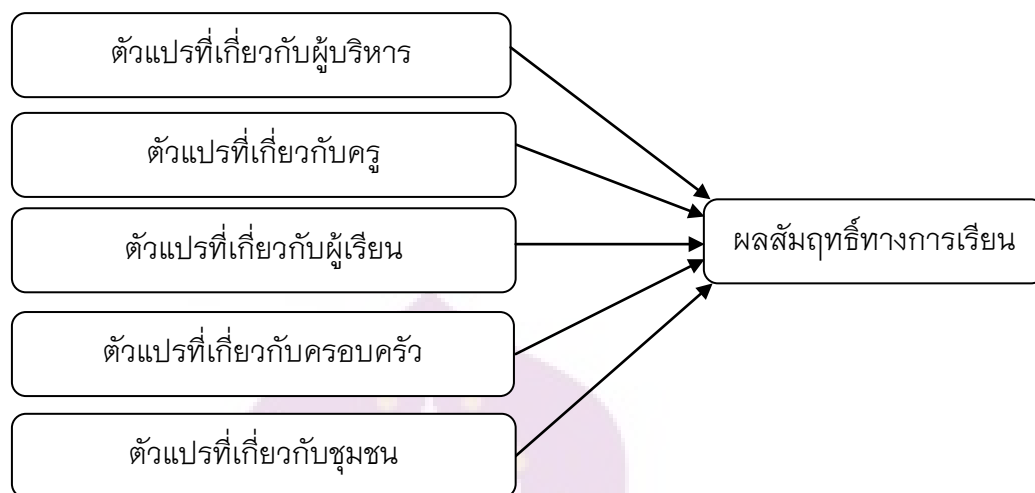 ตัวแปรที่เกี่ยวกับผู้บริหาร
ตัวแปรที่เกี่ยวกับครู
ตัวแปรที่เกี่ยวกับผู้เรียน
ตัวแปรที่เกี่ยวกับครอบครัว
ตัวแปรที่เกี่ยวกับชุมชน
ผลสัมฤทธิ์ทางการเรียน